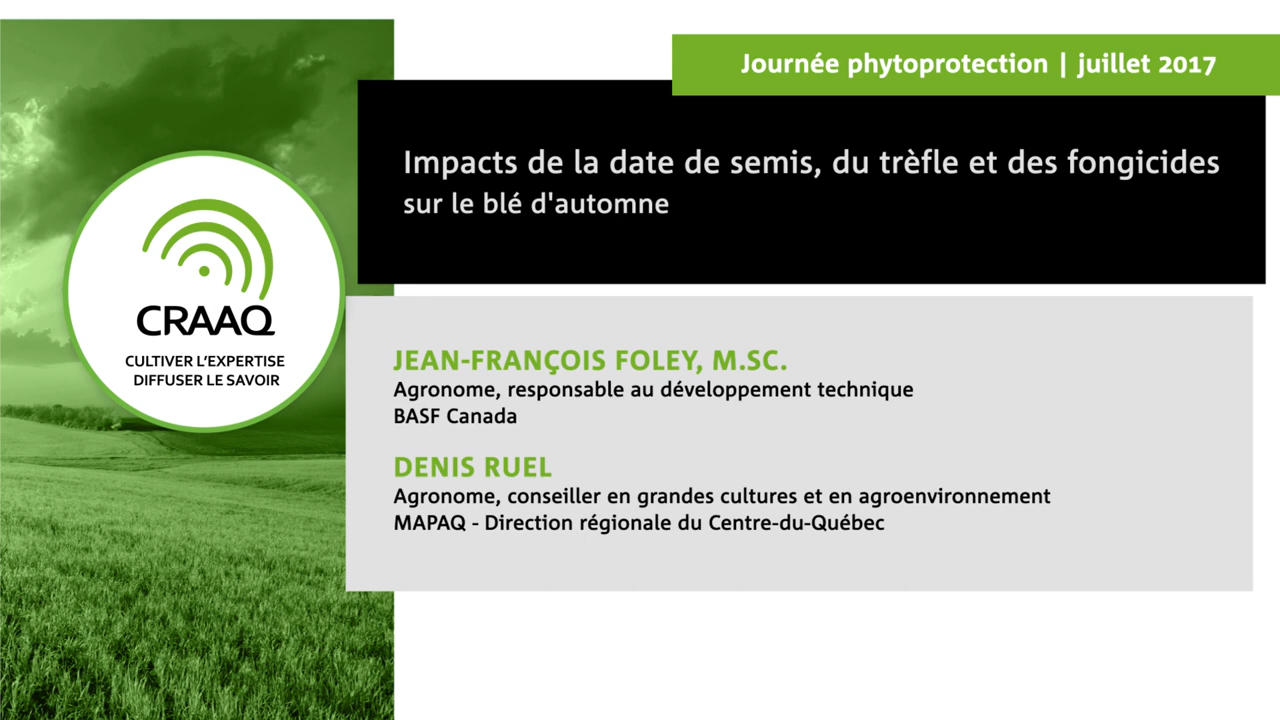 Journée phytoprotection | juillet 2017
Impacts de la date de semis, du trèfle et des fongicides
sur le blé d'automne
CRAAQ
CULTIVER L'EXPERTISE
DIFFUSER LE SAVOIR
JEAN-FRANÇOIS FOLEY, M.SC.
Agronome, responsable au développement technique
BASF Canada
DENIS RUEL
Agronome, conseiller en grandes cultures et en agroenvironnement
MAPAQ - Direction régionale du Centre-du-Québec